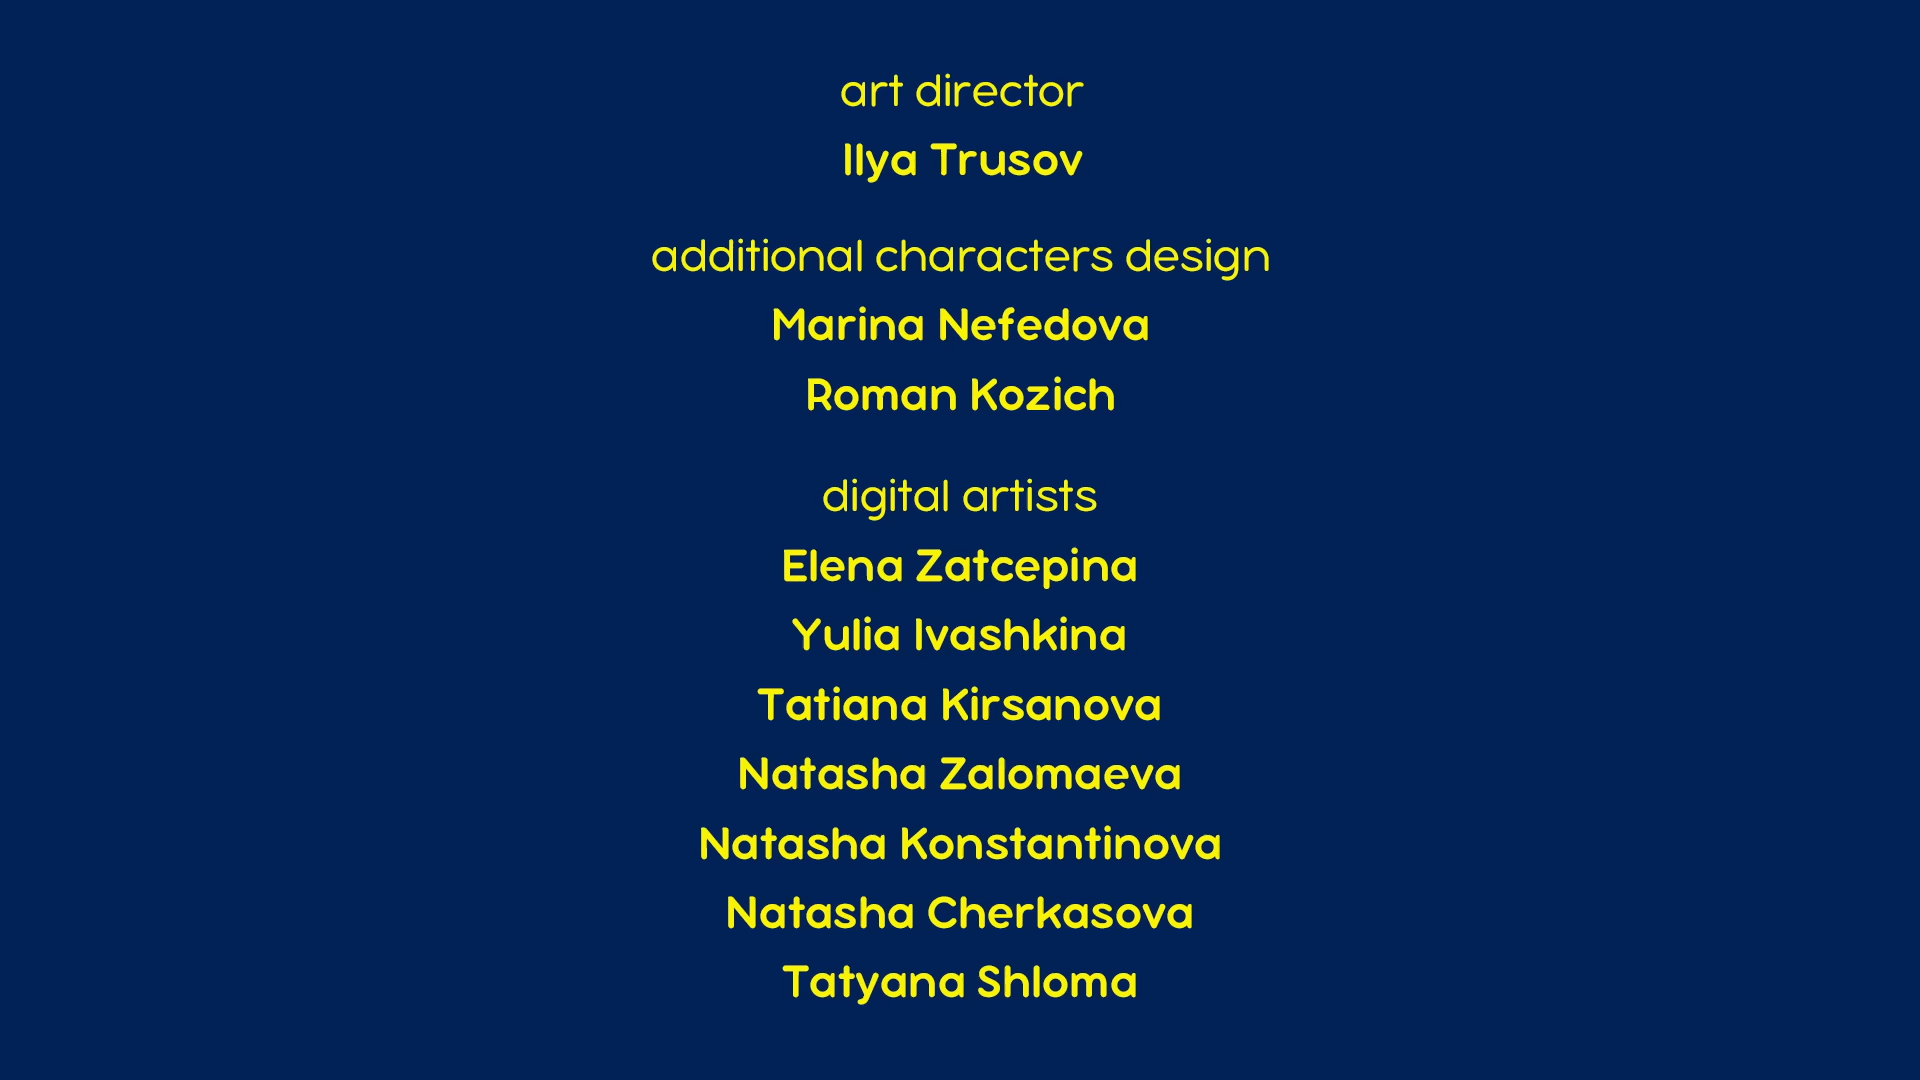 art director
Ilya Trusov
additional characters design
Marina Nefedova
Roman Kozich
digital artists
Elena Zatcepina
Yulia Ivashkina
Tatiana Kirsanova
Natasha Zalomaeva
Natasha Konstantinova
Natasha Cherkasova
Tatyana Shloma